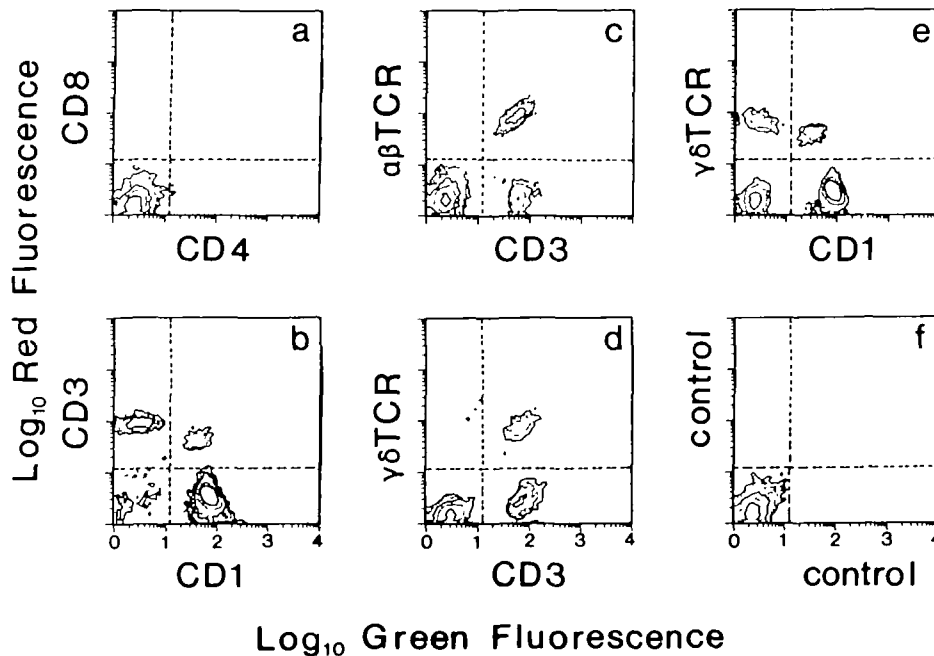 Log₁₀ Red Fluorescence
a
CD8
CD4
c
αβTCR
CD3
e
γδTCR
CD1
b
CD3
0 1 2 3 4
CD1
d
γδTCR
0 1 2 3 4
CD3
f
control
0 1 2 3 4
control
Log₁₀ Green Fluorescence